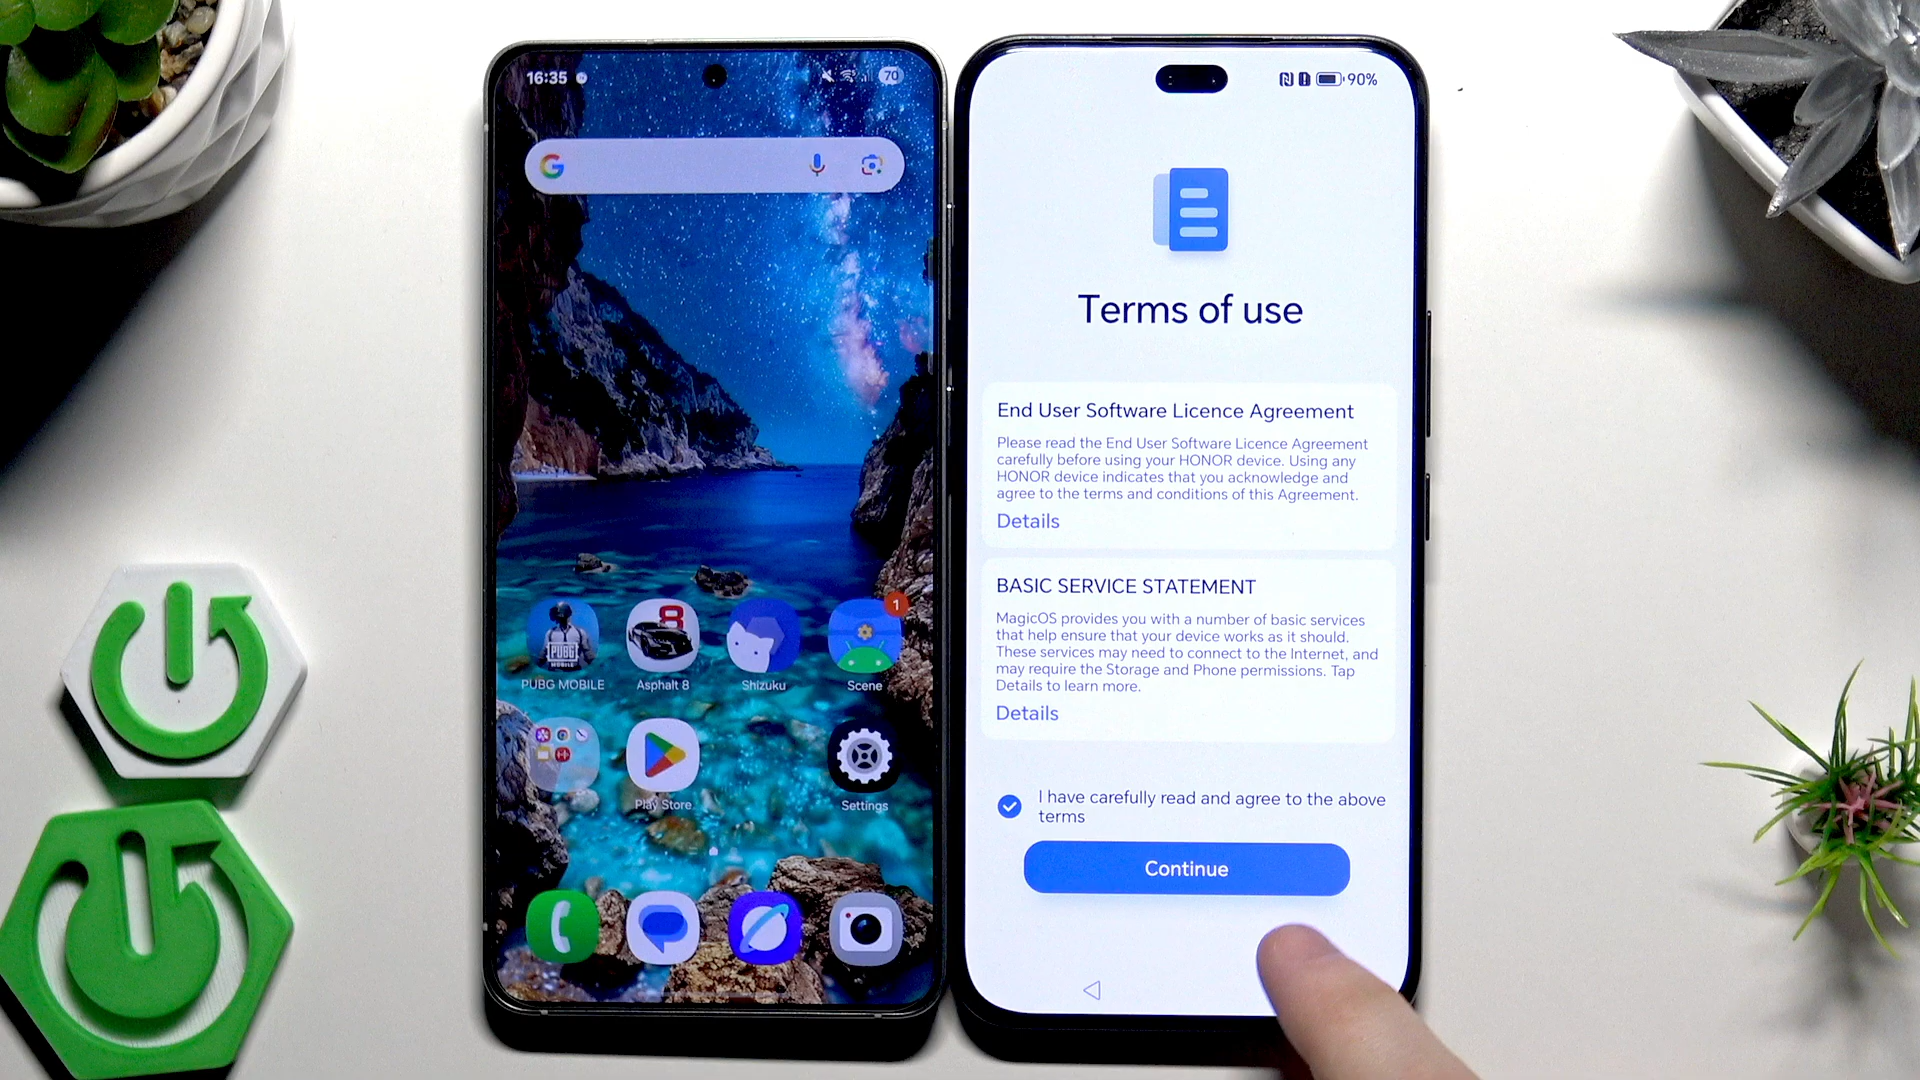 16:35
70
PUBG MOBILE
Asphalt 8
Shizuku
Scene
1
Play Store
Settings
90%
Terms of use
End User Software Licence Agreement
Please read the End User Software Licence Agreement
carefully before using your HONOR device. Using any
HONOR device indicates that you acknowledge and
agree to the terms and conditions of this Agreement.
Details
BASIC SERVICE STATEMENT
MagicOS provides you with a number of basic services
that help ensure that your device works as it should.
These services may need to connect to the Internet, and
may require the Storage and Phone permissions. Tap
Details to learn more.
Details
I have carefully read and agree to the above
terms
Continue